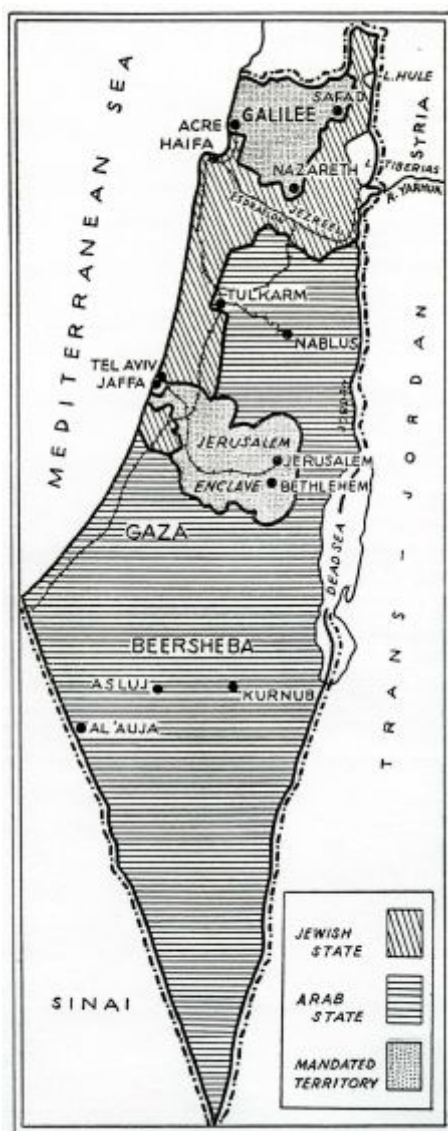 MEDITERRANEAN SEA
L. HULE
SAFAD
GALILEE
SYRIA
ACRE
HAIFA
L. TIBERIAS
NAZARETH
R. YARMUK
ESDRAELON
JEZREEL
TULKARM
NABLUS
TEL AVIV
JAFFA
JORDAN
JERUSALEM
ENCLAVE
JERUSALEM
BETHLEHEM
GAZA
DEAD SEA
TRANS - JORDAN
BEERSHEBA
ASLUJ
KURNUB
AL'AUJA
SINAI
JEWISH
STATE
ARAB
STATE
MANDATED
TERRITORY